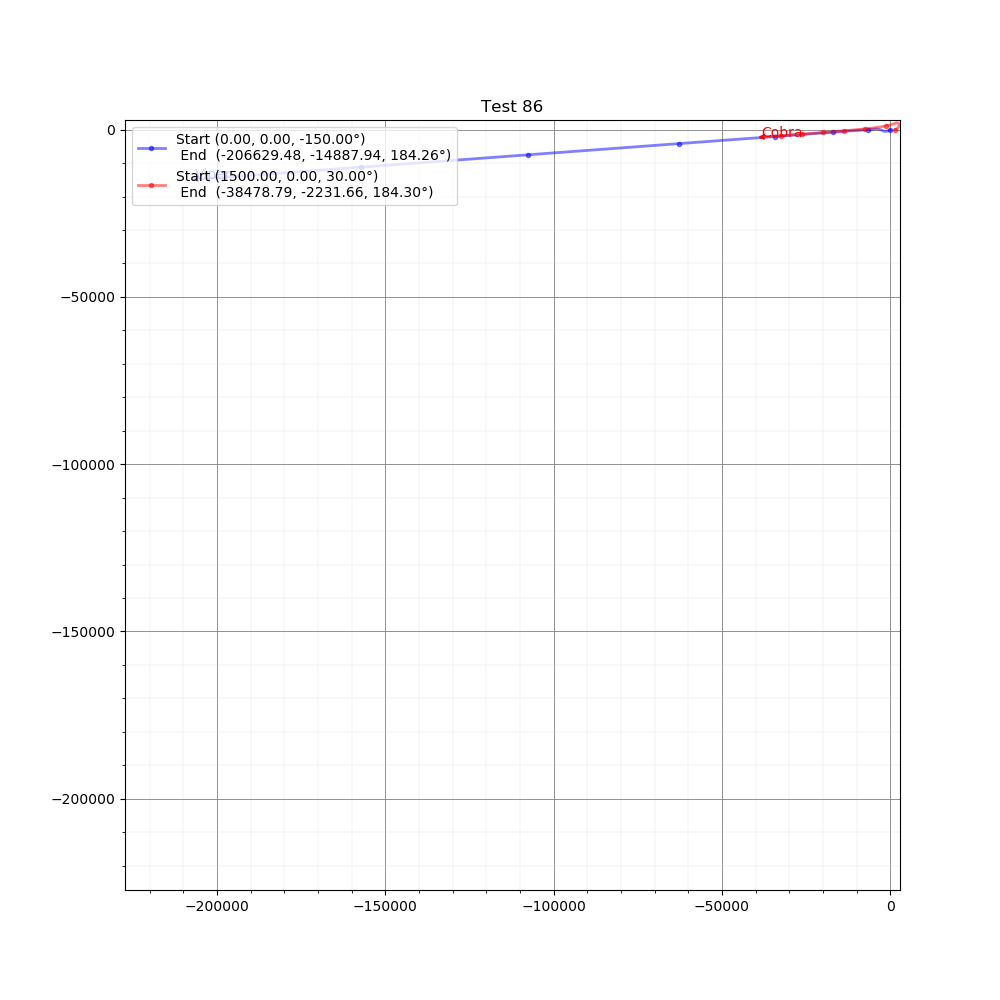 Test 86
Cobra
Start (0.00, 0.00, -150.00°)
End (-206629.48, -14887.94, 184.26°)
Start (1500.00, 0.00, 30.00°)
End (-38478.79, -2231.66, 184.30°)
0
−50000
−100000
−150000
−200000
−200000
−150000
−100000
−50000
0